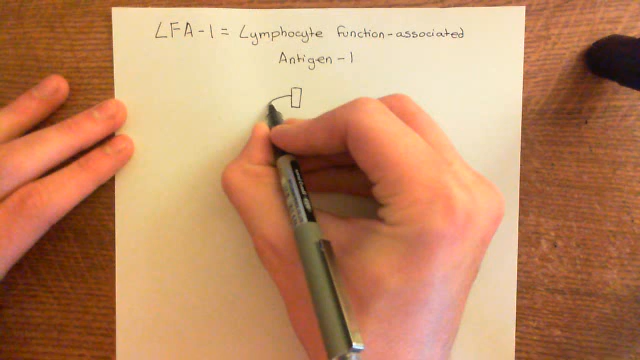 LFA-1 = Lymphocyte function-associated
Antigen-1